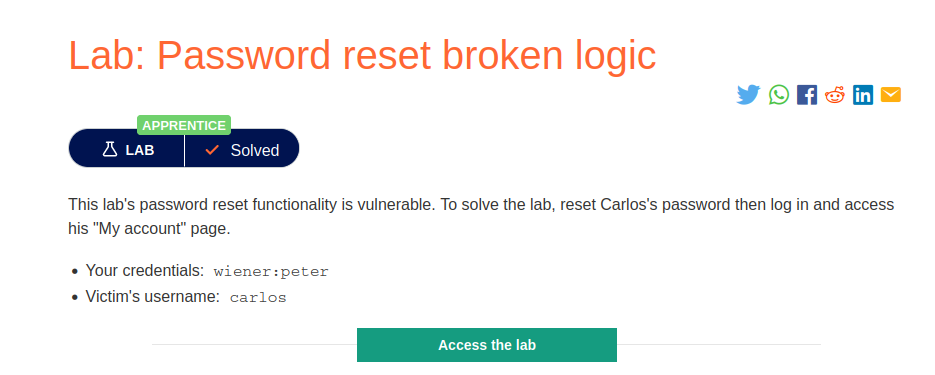 Lab: Password reset broken logic
APPRENTICE
LAB Solved
This lab's password reset functionality is vulnerable. To solve the lab, reset Carlos's password then log in and access
his "My account" page.
Your credentials: wiener:peter
Victim's username: carlos
Access the lab